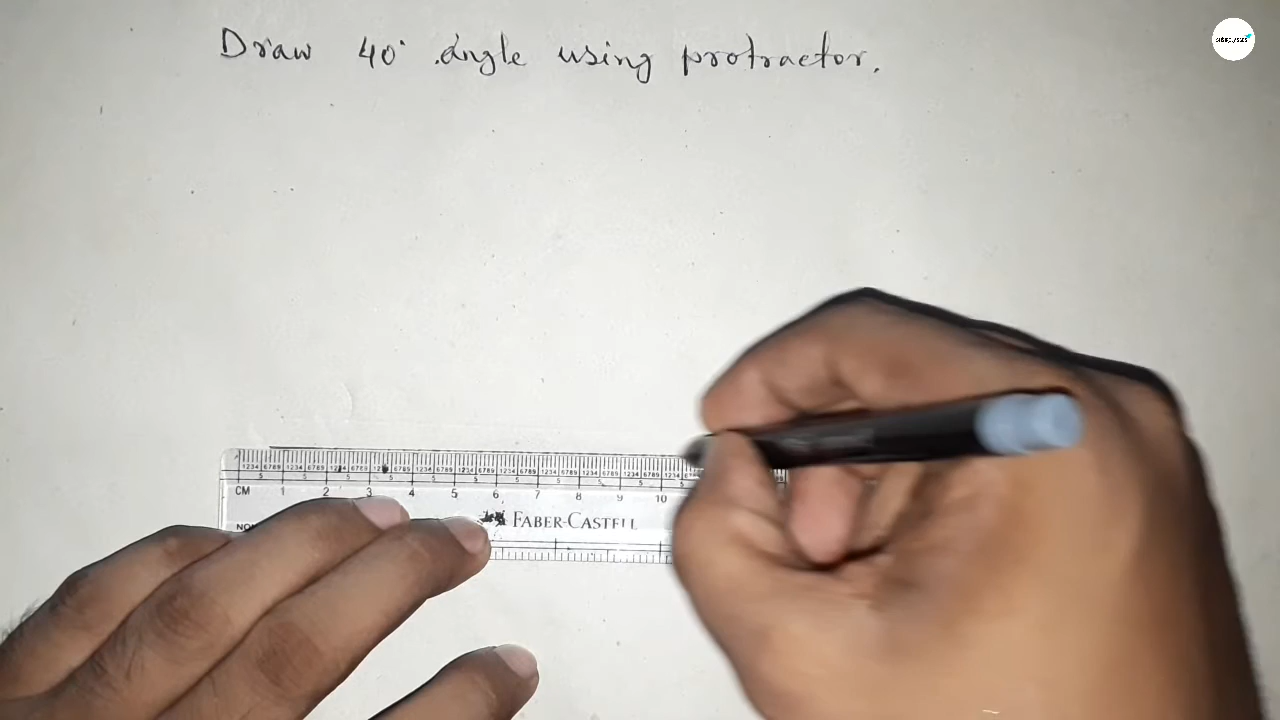 Draw 40° angle using protractor.
CM 1 2 3 4 5 6 7 8 9 10
FABER-CASTELL